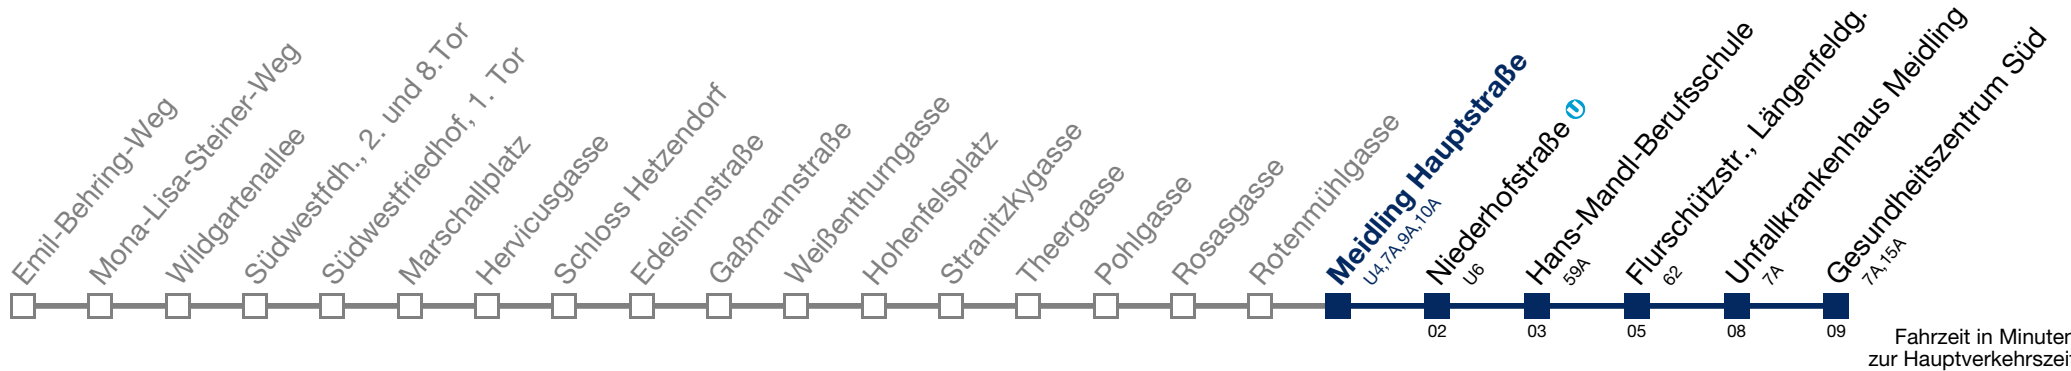 Emil-Behring-Weg
Mona-Lisa-Steiner-Weg
Wildgartenallee
Südwestfdh., 2. und 8.Tor
Südwestfriedhof, 1. Tor
Marschallplatz
Hervicusgasse
Schloss Hetzendorf
Edelsinnstraße
Gaßmannstraße
Weißenthurngasse
Hohenfelsplatz
Stranitzkygasse
Theergasse
Pohlgasse
Rosasgasse
Rotenmühlgasse
Meidling Hauptstraße
U4,7A,9A,10A
Niederhofstraße U
U6
02
Hans-Mandl-Berufsschule
59A
03
Flurschützstr., Längenfeldg.
62
05
Unfallkrankenhaus Meidling
7A
08
Gesundheitszentrum Süd
7A,15A
09
Fahrzeit in Minuten
zur Hauptverkehrszeit